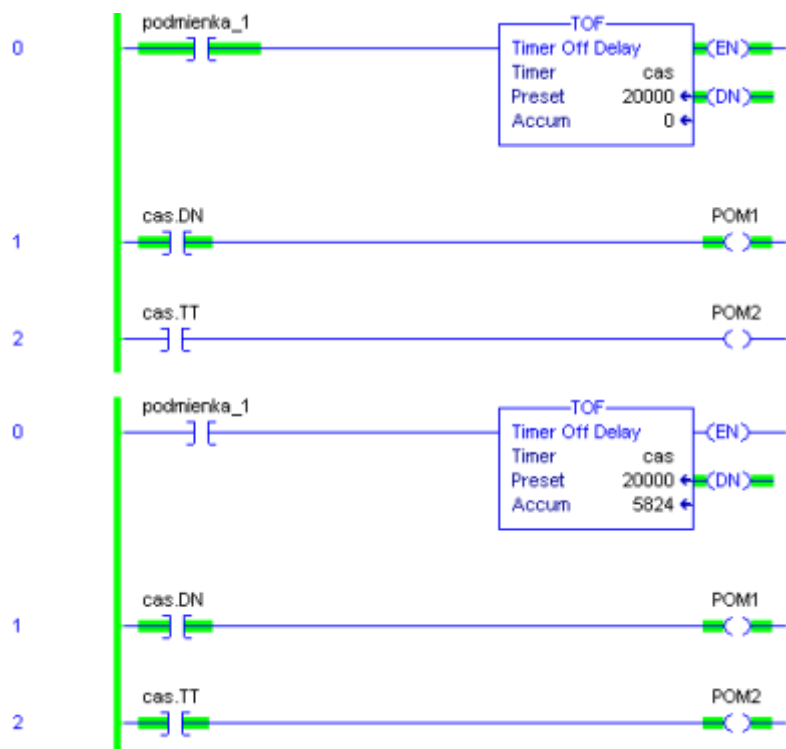 podmienka_1
TOF
0
Timer Off Delay
(EN)
Timer cas
Preset 20000
(DN)
Accum 0
cas.DN POM1
1
cas.TT POM2
2
podmienka_1
TOF
0
Timer Off Delay
(EN)
Timer cas
Preset 20000
(DN)
Accum 5824
cas.DN POM1
1
cas.TT POM2
2